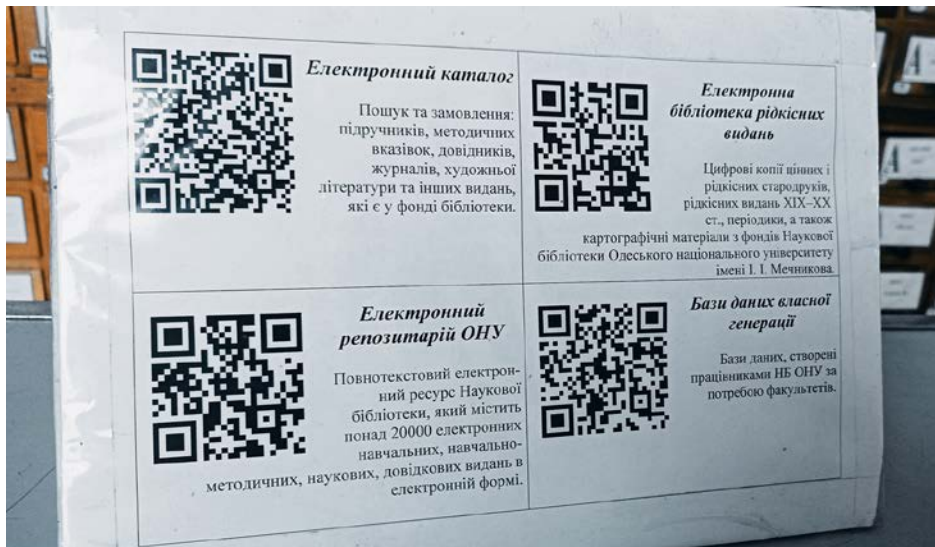 Електронний каталог
Пошук та замовлення:
підручників, методичних
вказівок, довідників,
журналів, художньої
літератури та інших видань,
які є у фонді бібліотеки.
Електронна
бібліотека рідкісних
видань
Цифрові копії цінних і
рідкісних стародруків,
рідкісних видань XIX–XX
ст., періодики, а також
картографічні матеріали з фондів Наукової
бібліотеки Одеського національного університету
імені І. І. Мечникова.
Електронний
репозитарій ОНУ
Повнотекстовий електрон-
ний ресурс Наукової
бібліотеки, який містить
понад 20000 електронних
навчальних, навчально-
методичних, наукових, довідкових видань в
електронній формі.
Бази даних власної
генерації
Бази даних, створені
працівниками НБ ОНУ за
потребою факультетів.